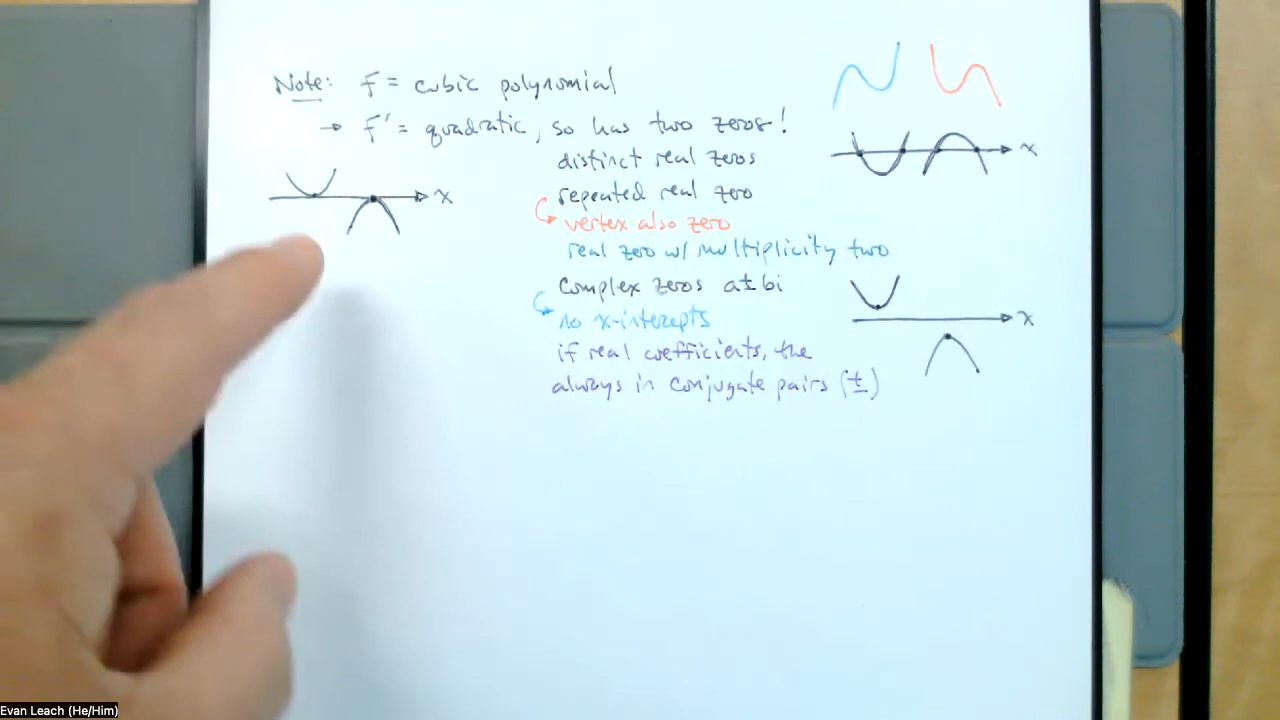 Note: f = cubic polynomial
→ f' = quadratic, so has two zeros!
distinct real zeros
x
repeated real zero
x
vertex also zero
real zero w/ multiplicity two
complex zeros a±bi
no x-intercepts
x
if real coefficients, the
always in conjugate pairs (±)
Evan Leach (He/Him)